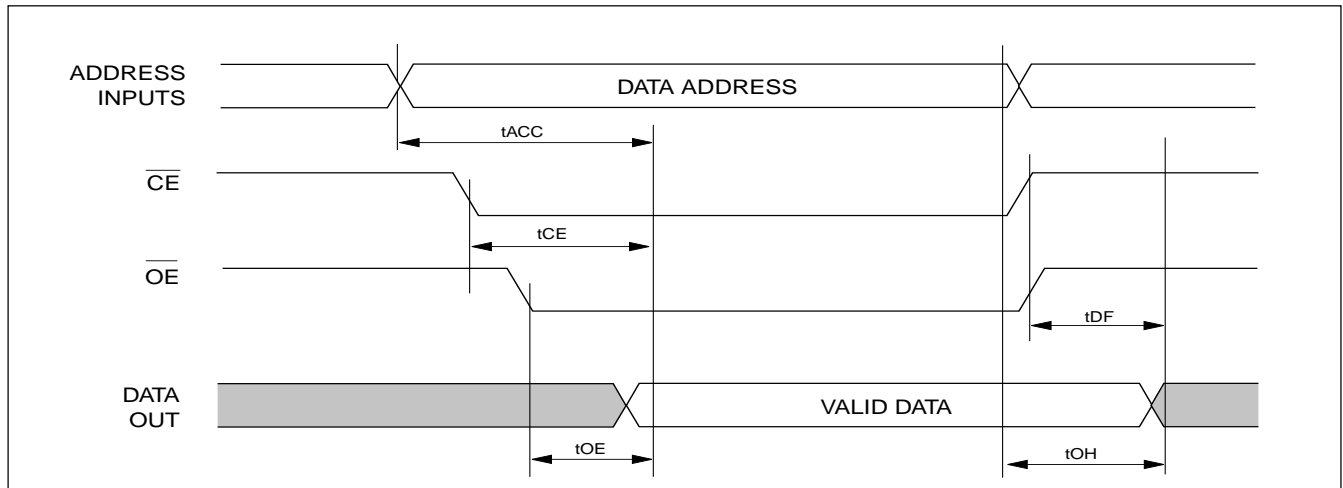 ADDRESS
INPUTS
DATA ADDRESS
tACC
CE
tCE
OE
tDF
DATA
OUT
VALID DATA
tOE
tOH